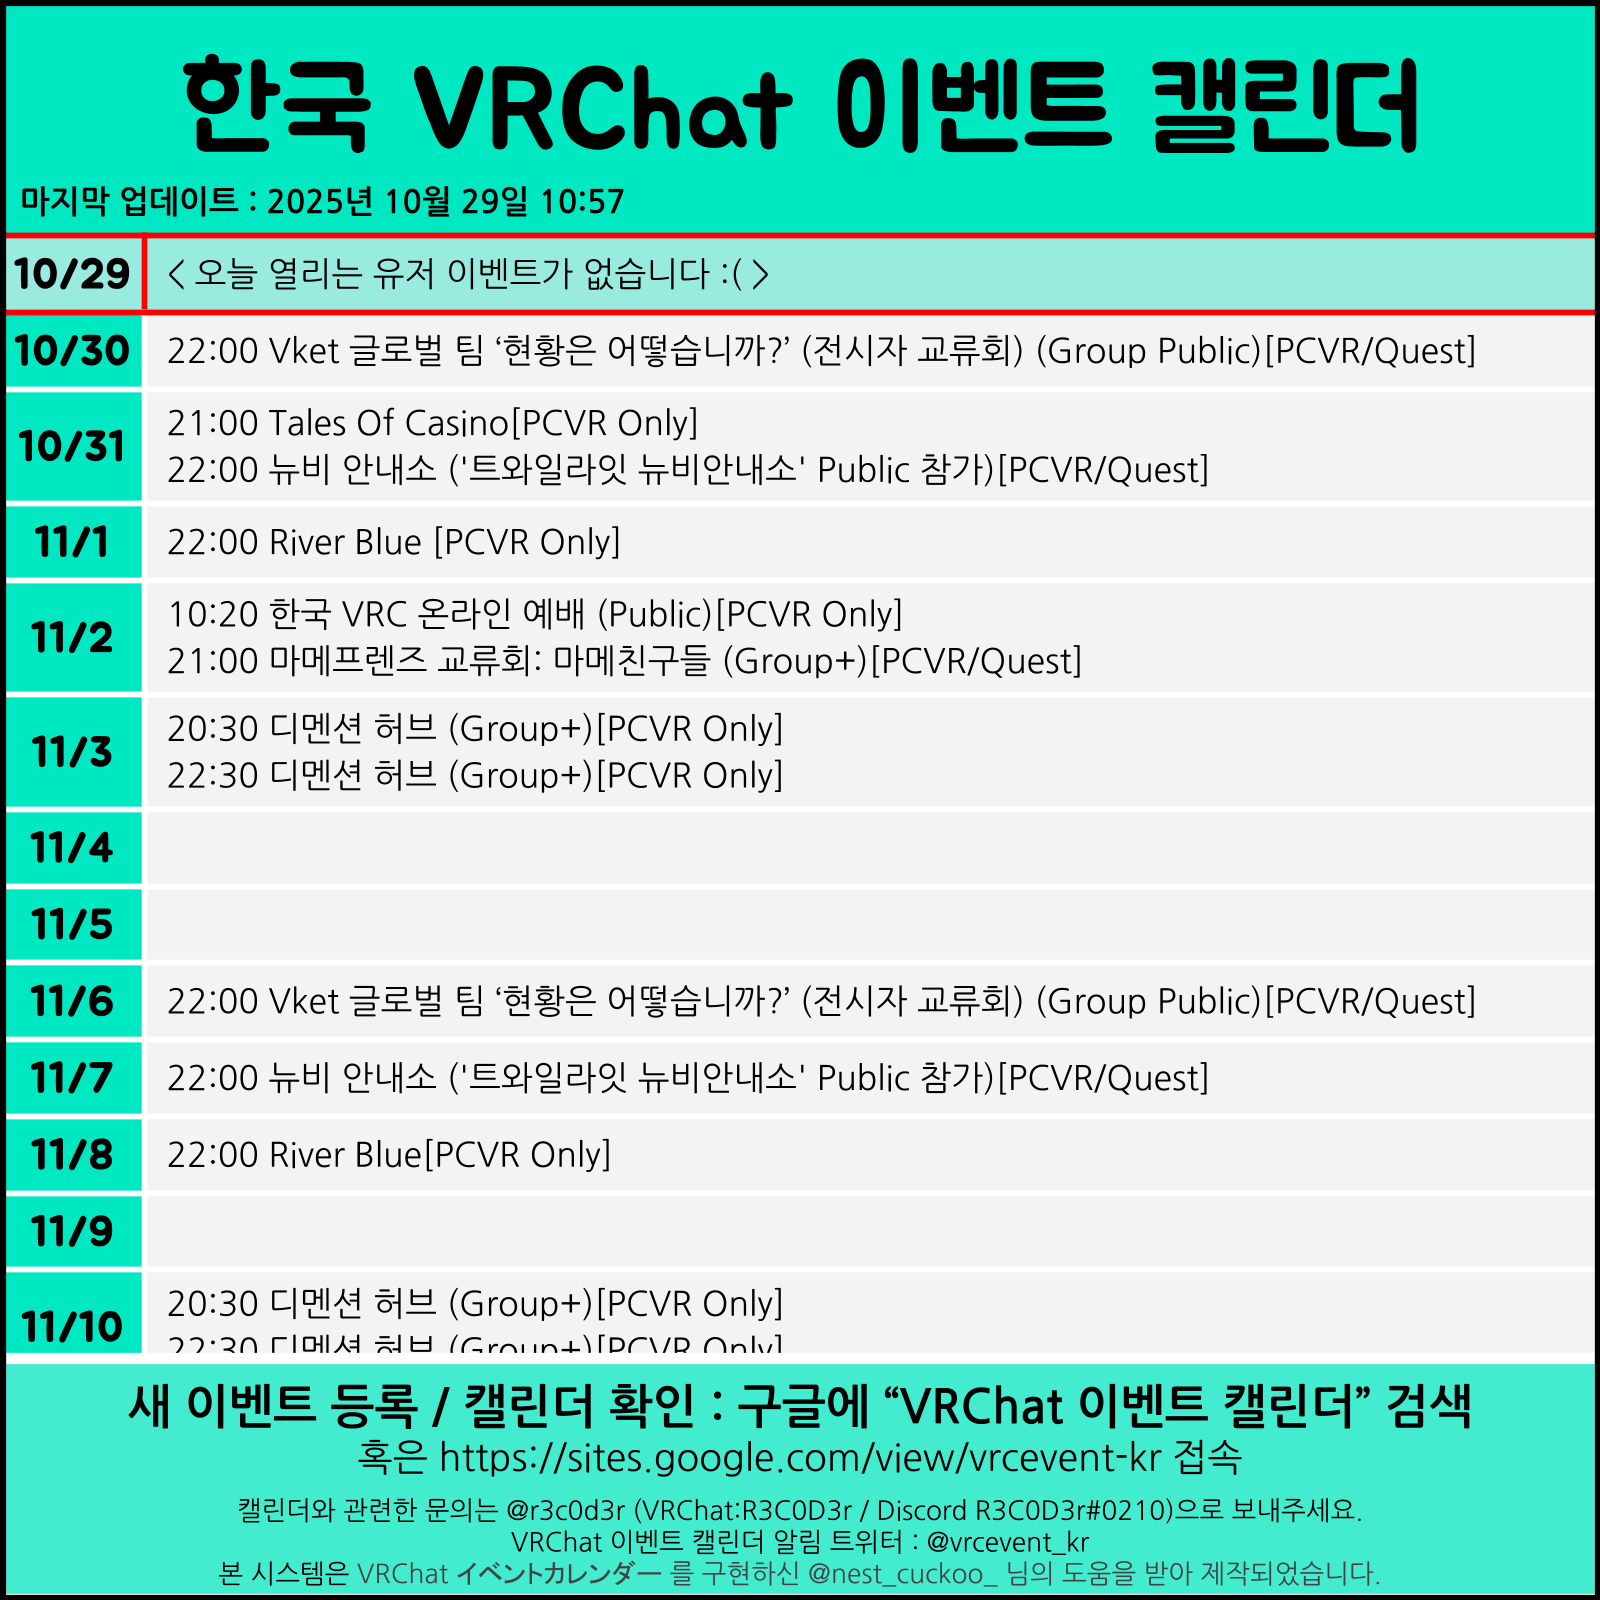 한국 VRChat 이벤트 캘린더
마지막 업데이트 : 2025년 10월 29일 10:57
10/29 < 오늘 열리는 유저 이벤트가 없습니다 :( >
10/30 22:00 Vket 글로벌 팀 ‘현황은 어떻습니까?’ (전시자 교류회) (Group Public)[PCVR/Quest]
10/31 21:00 Tales Of Casino[PCVR Only]
22:00 뉴비 안내소 ('트와일라잇 뉴비안내소' Public 참가)[PCVR/Quest]
11/1 22:00 River Blue [PCVR Only]
11/2 10:20 한국 VRC 온라인 예배 (Public)[PCVR Only]
21:00 마메프렌즈 교류회: 마메친구들 (Group+)[PCVR/Quest]
11/3 20:30 디멘션 허브 (Group+)[PCVR Only]
22:30 디멘션 허브 (Group+)[PCVR Only]
11/4
11/5
11/6 22:00 Vket 글로벌 팀 ‘현황은 어떻습니까?’ (전시자 교류회) (Group Public)[PCVR/Quest]
11/7 22:00 뉴비 안내소 ('트와일라잇 뉴비안내소' Public 참가)[PCVR/Quest]
11/8 22:00 River Blue[PCVR Only]
11/9
11/10 20:30 디멘션 허브 (Group+)[PCVR Only]
22:30 디멘션 허브 (Group+)[PCVR Only]
새 이벤트 등록 / 캘린더 확인 : 구글에 “VRChat 이벤트 캘린더” 검색
혹은 https://sites.google.com/view/vrcevent-kr 접속
캘린더와 관련한 문의는 @r3c0d3r (VRChat:R3C0D3r / Discord R3C0D3r#0210)으로 보내주세요.
VRChat 이벤트 캘린더 알림 트위터 : @vrcevent_kr
본 시스템은 VRChat イベントカレンダー 를 구현하신 @nest_cuckoo_ 님의 도움을 받아 제작되었습니다.